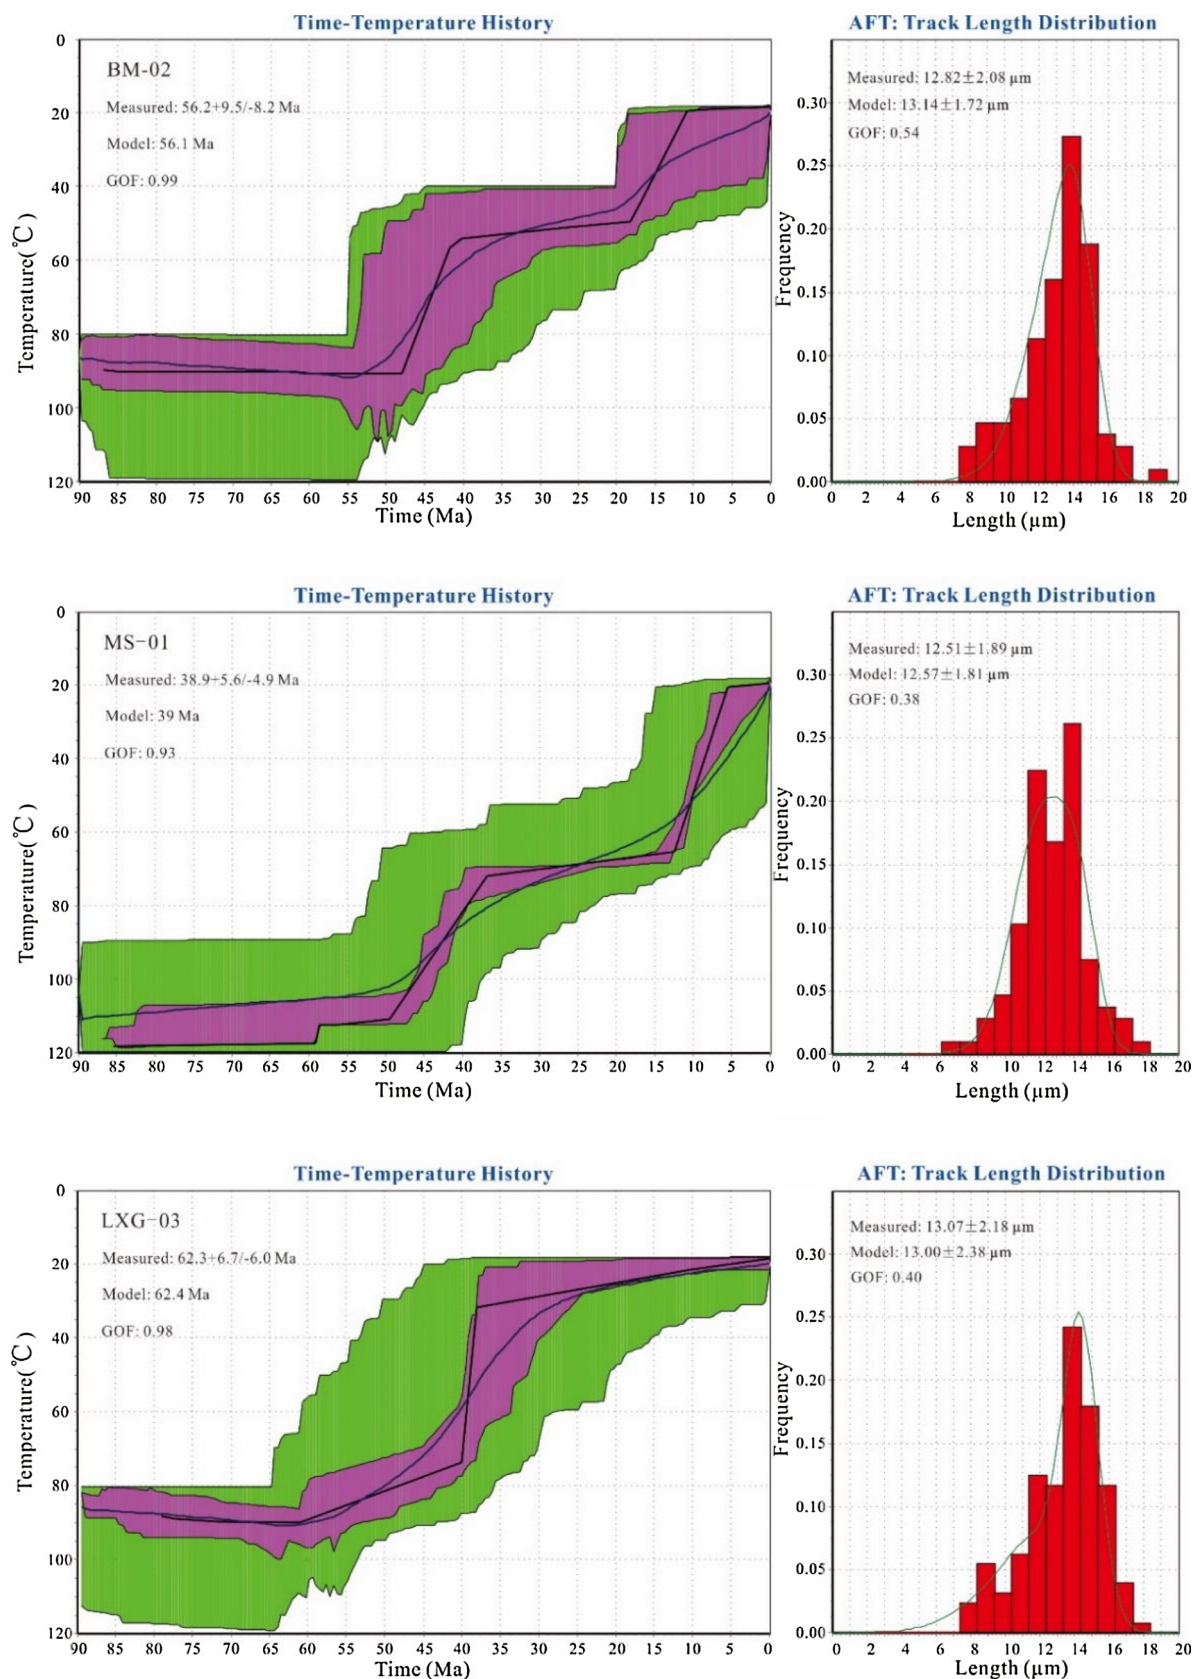 Time-Temperature History
AFT: Track Length Distribution
BM-02
Measured: 56.2+9.5/-8.2 Ma
Model: 56.1 Ma
GOF: 0.99
0
20
40
60
80
100
120
Temperature(℃)
90 85 80 75 70 65 60 55 50 45 40 35 30 25 20 15 10 5 0
Time (Ma)
Measured: 12.82±2.08 μm
Model: 13.14±1.72 μm
GOF: 0.54
0.30
0.25
0.20
0.15
0.10
0.05
0.00
Frequency
0 2 4 6 8 10 12 14 16 18 20
Length (μm)
Time-Temperature History
AFT: Track Length Distribution
MS-01
Measured: 38.9+5.6/-4.9 Ma
Model: 39 Ma
GOF: 0.93
0
20
40
60
80
100
120
Temperature(℃)
90 85 80 75 70 65 60 55 50 45 40 35 30 25 20 15 10 5 0
Time (Ma)
Measured: 12.51±1.89 μm
Model: 12.57±1.81 μm
GOF: 0.38
0.30
0.25
0.20
0.15
0.10
0.05
0.00
Frequency
0 2 4 6 8 10 12 14 16 18 20
Length (μm)
Time-Temperature History
AFT: Track Length Distribution
LXG-03
Measured: 62.3+6.7/-6.0 Ma
Model: 62.4 Ma
GOF: 0.98
0
20
40
60
80
100
120
Temperature(℃)
85 80 75 70 65 60 55 50 45 40 35 30 25 20 15 10 5 0
Time (Ma)
Measured: 13.07±2.18 μm
Model: 13.00±2.38 μm
GOF: 0.40
0.30
0.25
0.20
0.15
0.10
0.05
0.00
Frequency
0 2 4 6 8 10 12 14 16 18 20
Length (μm)